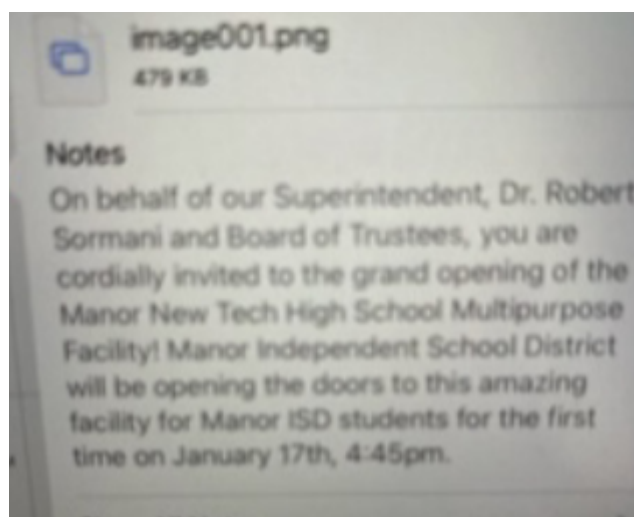 image001.png
479 KB
Notes
On behalf of our Superintendent, Dr. Robert
Sormani and Board of Trustees, you are
cordially invited to the grand opening of the
Manor New Tech High School Multipurpose
Facility! Manor Independent School District
will be opening the doors to this amazing
facility for Manor ISD students for the first
time on January 17th, 4:45pm.